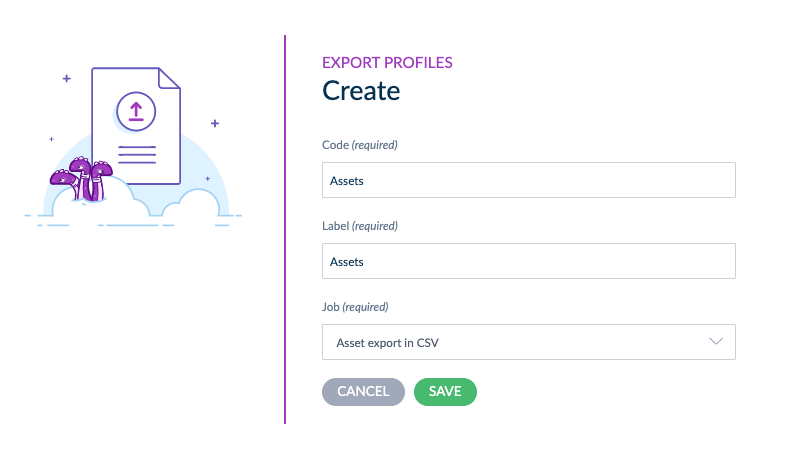 EXPORT PROFILES
Create
Code (required)
Assets
Label (required)
Assets
Job (required)
Asset export in CSV
CANCEL SAVE